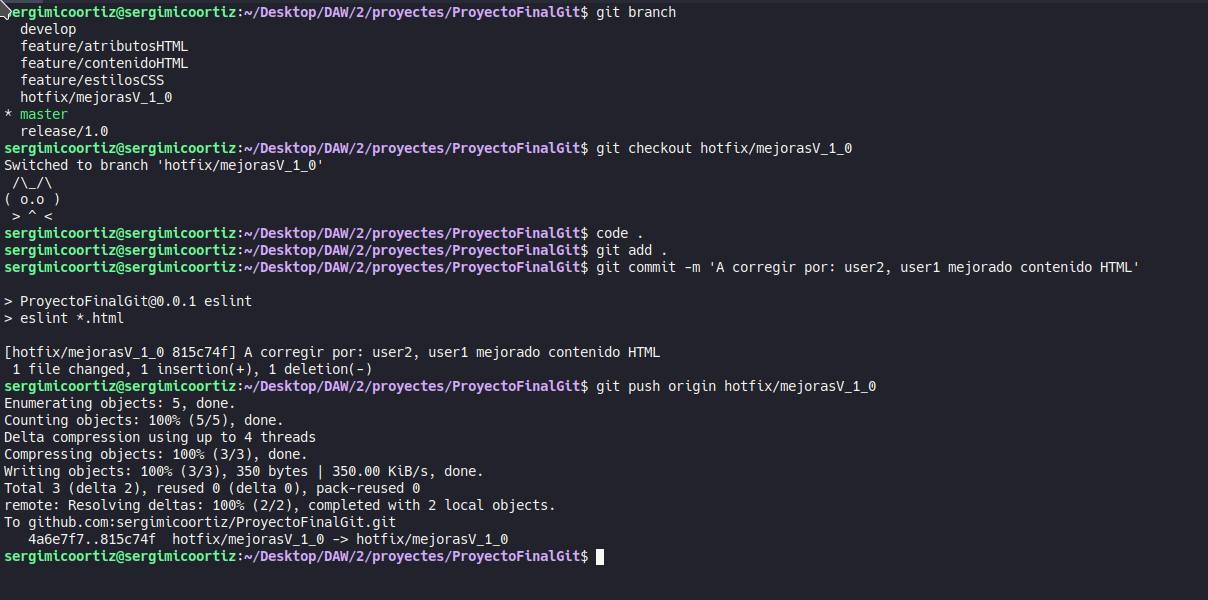 sergimicoortiz@sergimicoortiz:~/Desktop/DAW/2/proyectes/ProyectoFinalGit$ git branch
  develop
  feature/atributosHTML
  feature/contenidoHTML
  feature/estilosCSS
  hotfix/mejorasV_1_0
* master
  release/1.0
sergimicoortiz@sergimicoortiz:~/Desktop/DAW/2/proyectes/ProyectoFinalGit$ git checkout hotfix/mejorasV_1_0
Switched to branch 'hotfix/mejorasV_1_0'
 /\_/\
( o.o )
 > ^ <
sergimicoortiz@sergimicoortiz:~/Desktop/DAW/2/proyectes/ProyectoFinalGit$ code .
sergimicoortiz@sergimicoortiz:~/Desktop/DAW/2/proyectes/ProyectoFinalGit$ git add .
sergimicoortiz@sergimicoortiz:~/Desktop/DAW/2/proyectes/ProyectoFinalGit$ git commit -m 'A corregir por: user2, user1 mejorado contenido HTML'

> ProyectoFinalGit@0.0.1 eslint
> eslint *.html

[hotfix/mejorasV_1_0 815c74f] A corregir por: user2, user1 mejorado contenido HTML
 1 file changed, 1 insertion(+), 1 deletion(-)
sergimicoortiz@sergimicoortiz:~/Desktop/DAW/2/proyectes/ProyectoFinalGit$ git push origin hotfix/mejorasV_1_0
Enumerating objects: 5, done.
Counting objects: 100% (5/5), done.
Delta compression using up to 4 threads
Compressing objects: 100% (3/3), done.
Writing objects: 100% (3/3), 350 bytes | 350.00 KiB/s, done.
Total 3 (delta 2), reused 0 (delta 0), pack-reused 0
remote: Resolving deltas: 100% (2/2), completed with 2 local objects.
To github.com:sergimicoortiz/ProyectoFinalGit.git
   4a6e7f7..815c74f  hotfix/mejorasV_1_0 -> hotfix/mejorasV_1_0
sergimicoortiz@sergimicoortiz:~/Desktop/DAW/2/proyectes/ProyectoFinalGit$